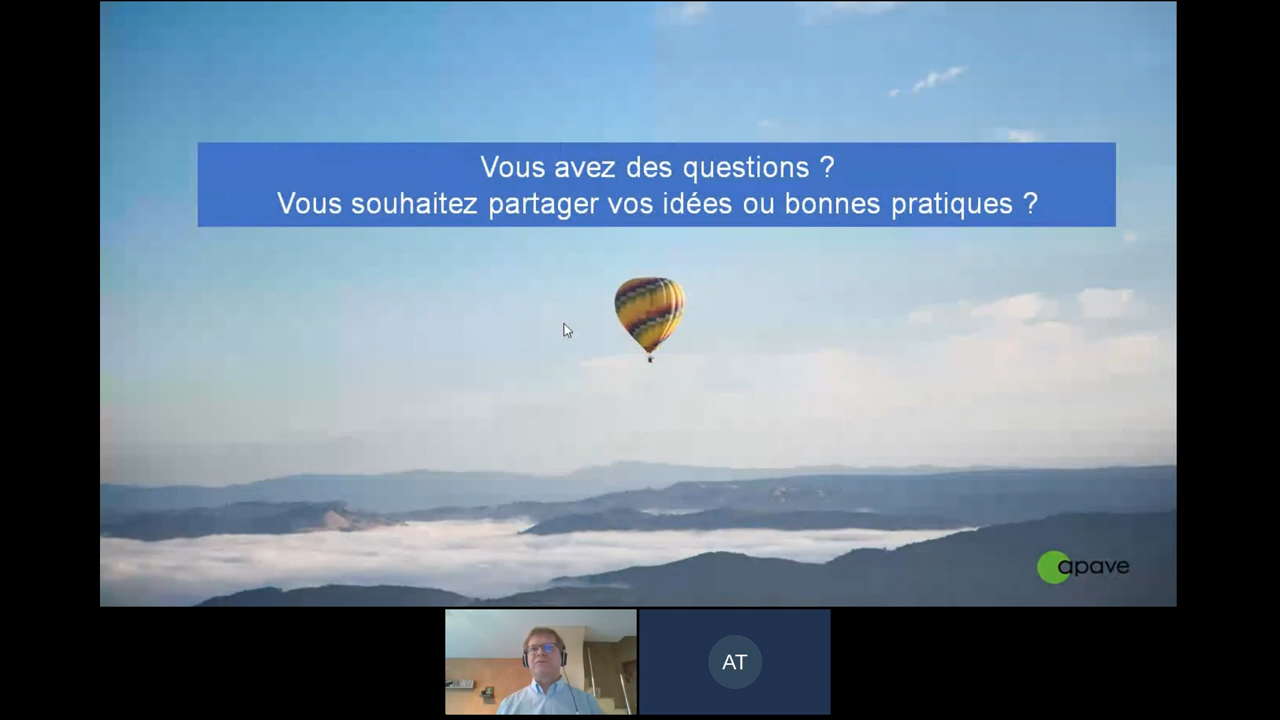 Vous avez des questions ?
Vous souhaitez partager vos idées ou bonnes pratiques ?
apave
AT